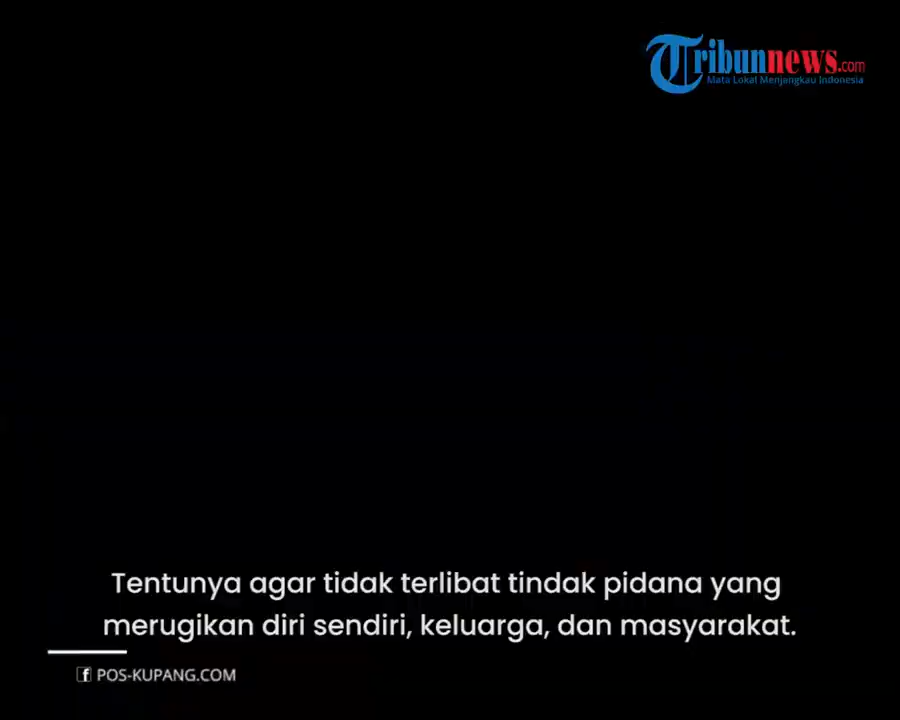 Tribunnews.com
Mata Lokal Menjangkau Indonesia
Tentunya agar tidak terlibat tindak pidana yang
merugikan diri sendiri, keluarga, dan masyarakat.
POS-KUPANG.COM